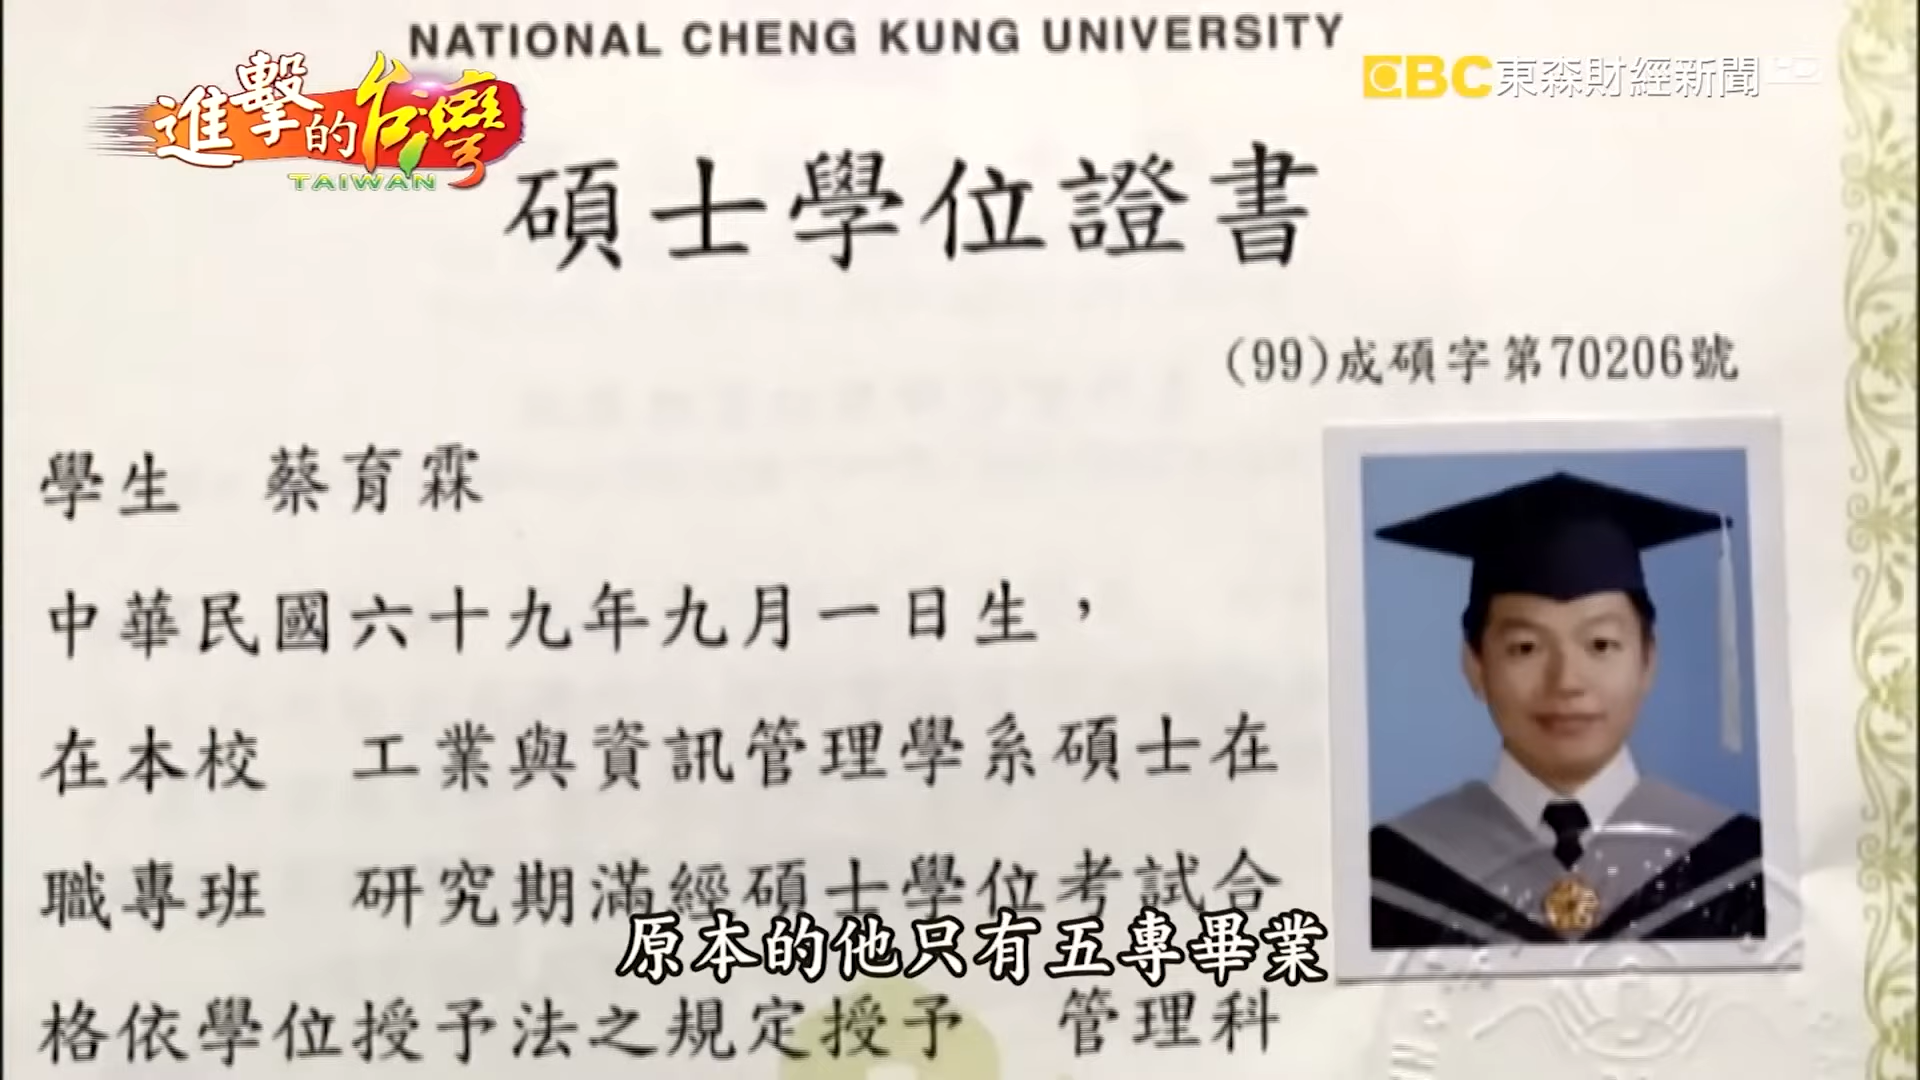 NATIONAL CHENG KUNG UNIVERSITY
進擊的台灣
TAIWAN
EBC東森財經新聞
碩士學位證書
(99)成碩字第70206號
學生 蔡育霖
中華民國六十九年九月一日生，
在本校 工業與資訊管理學系碩士在
職專班 研究期滿經碩士學位考試合
原本的他只有五專畢業
格依學位授予法之規定授予 管理科